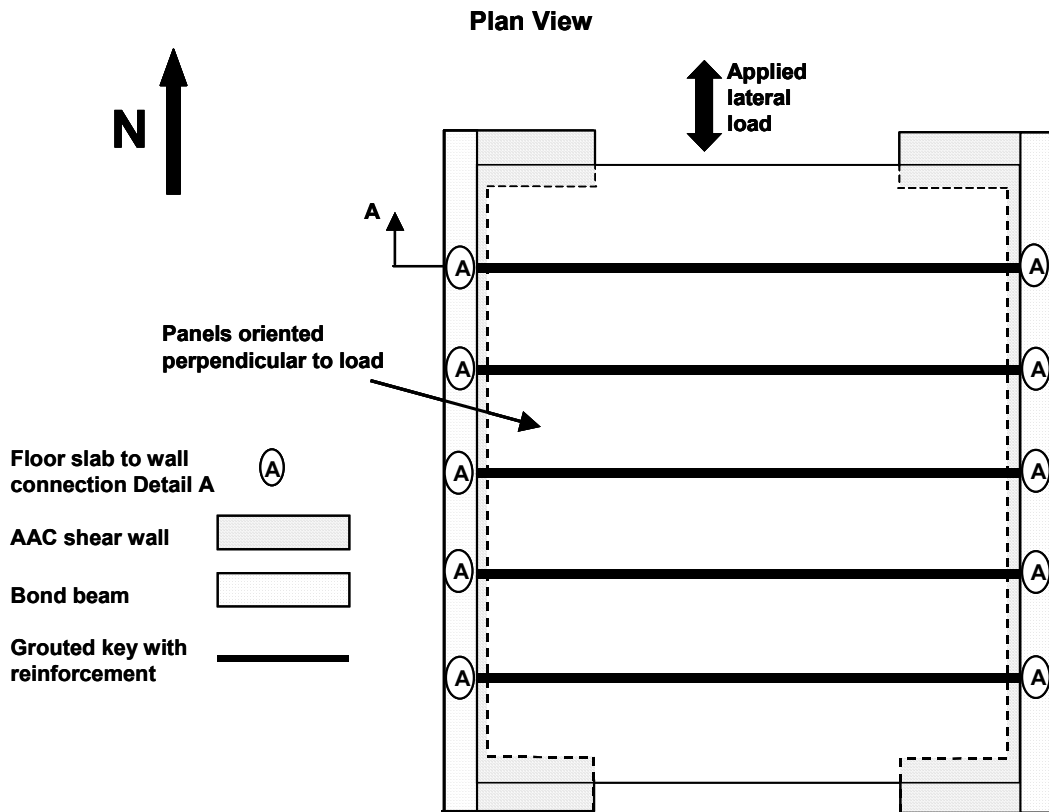 Plan View
N
Applied
lateral
load
A
A
A
Panels oriented
perpendicular to load
A
A
Floor slab to wall
connection Detail A
A
A
A
AAC shear wall
Bond beam
A
A
Grouted key with
reinforcement
A
A